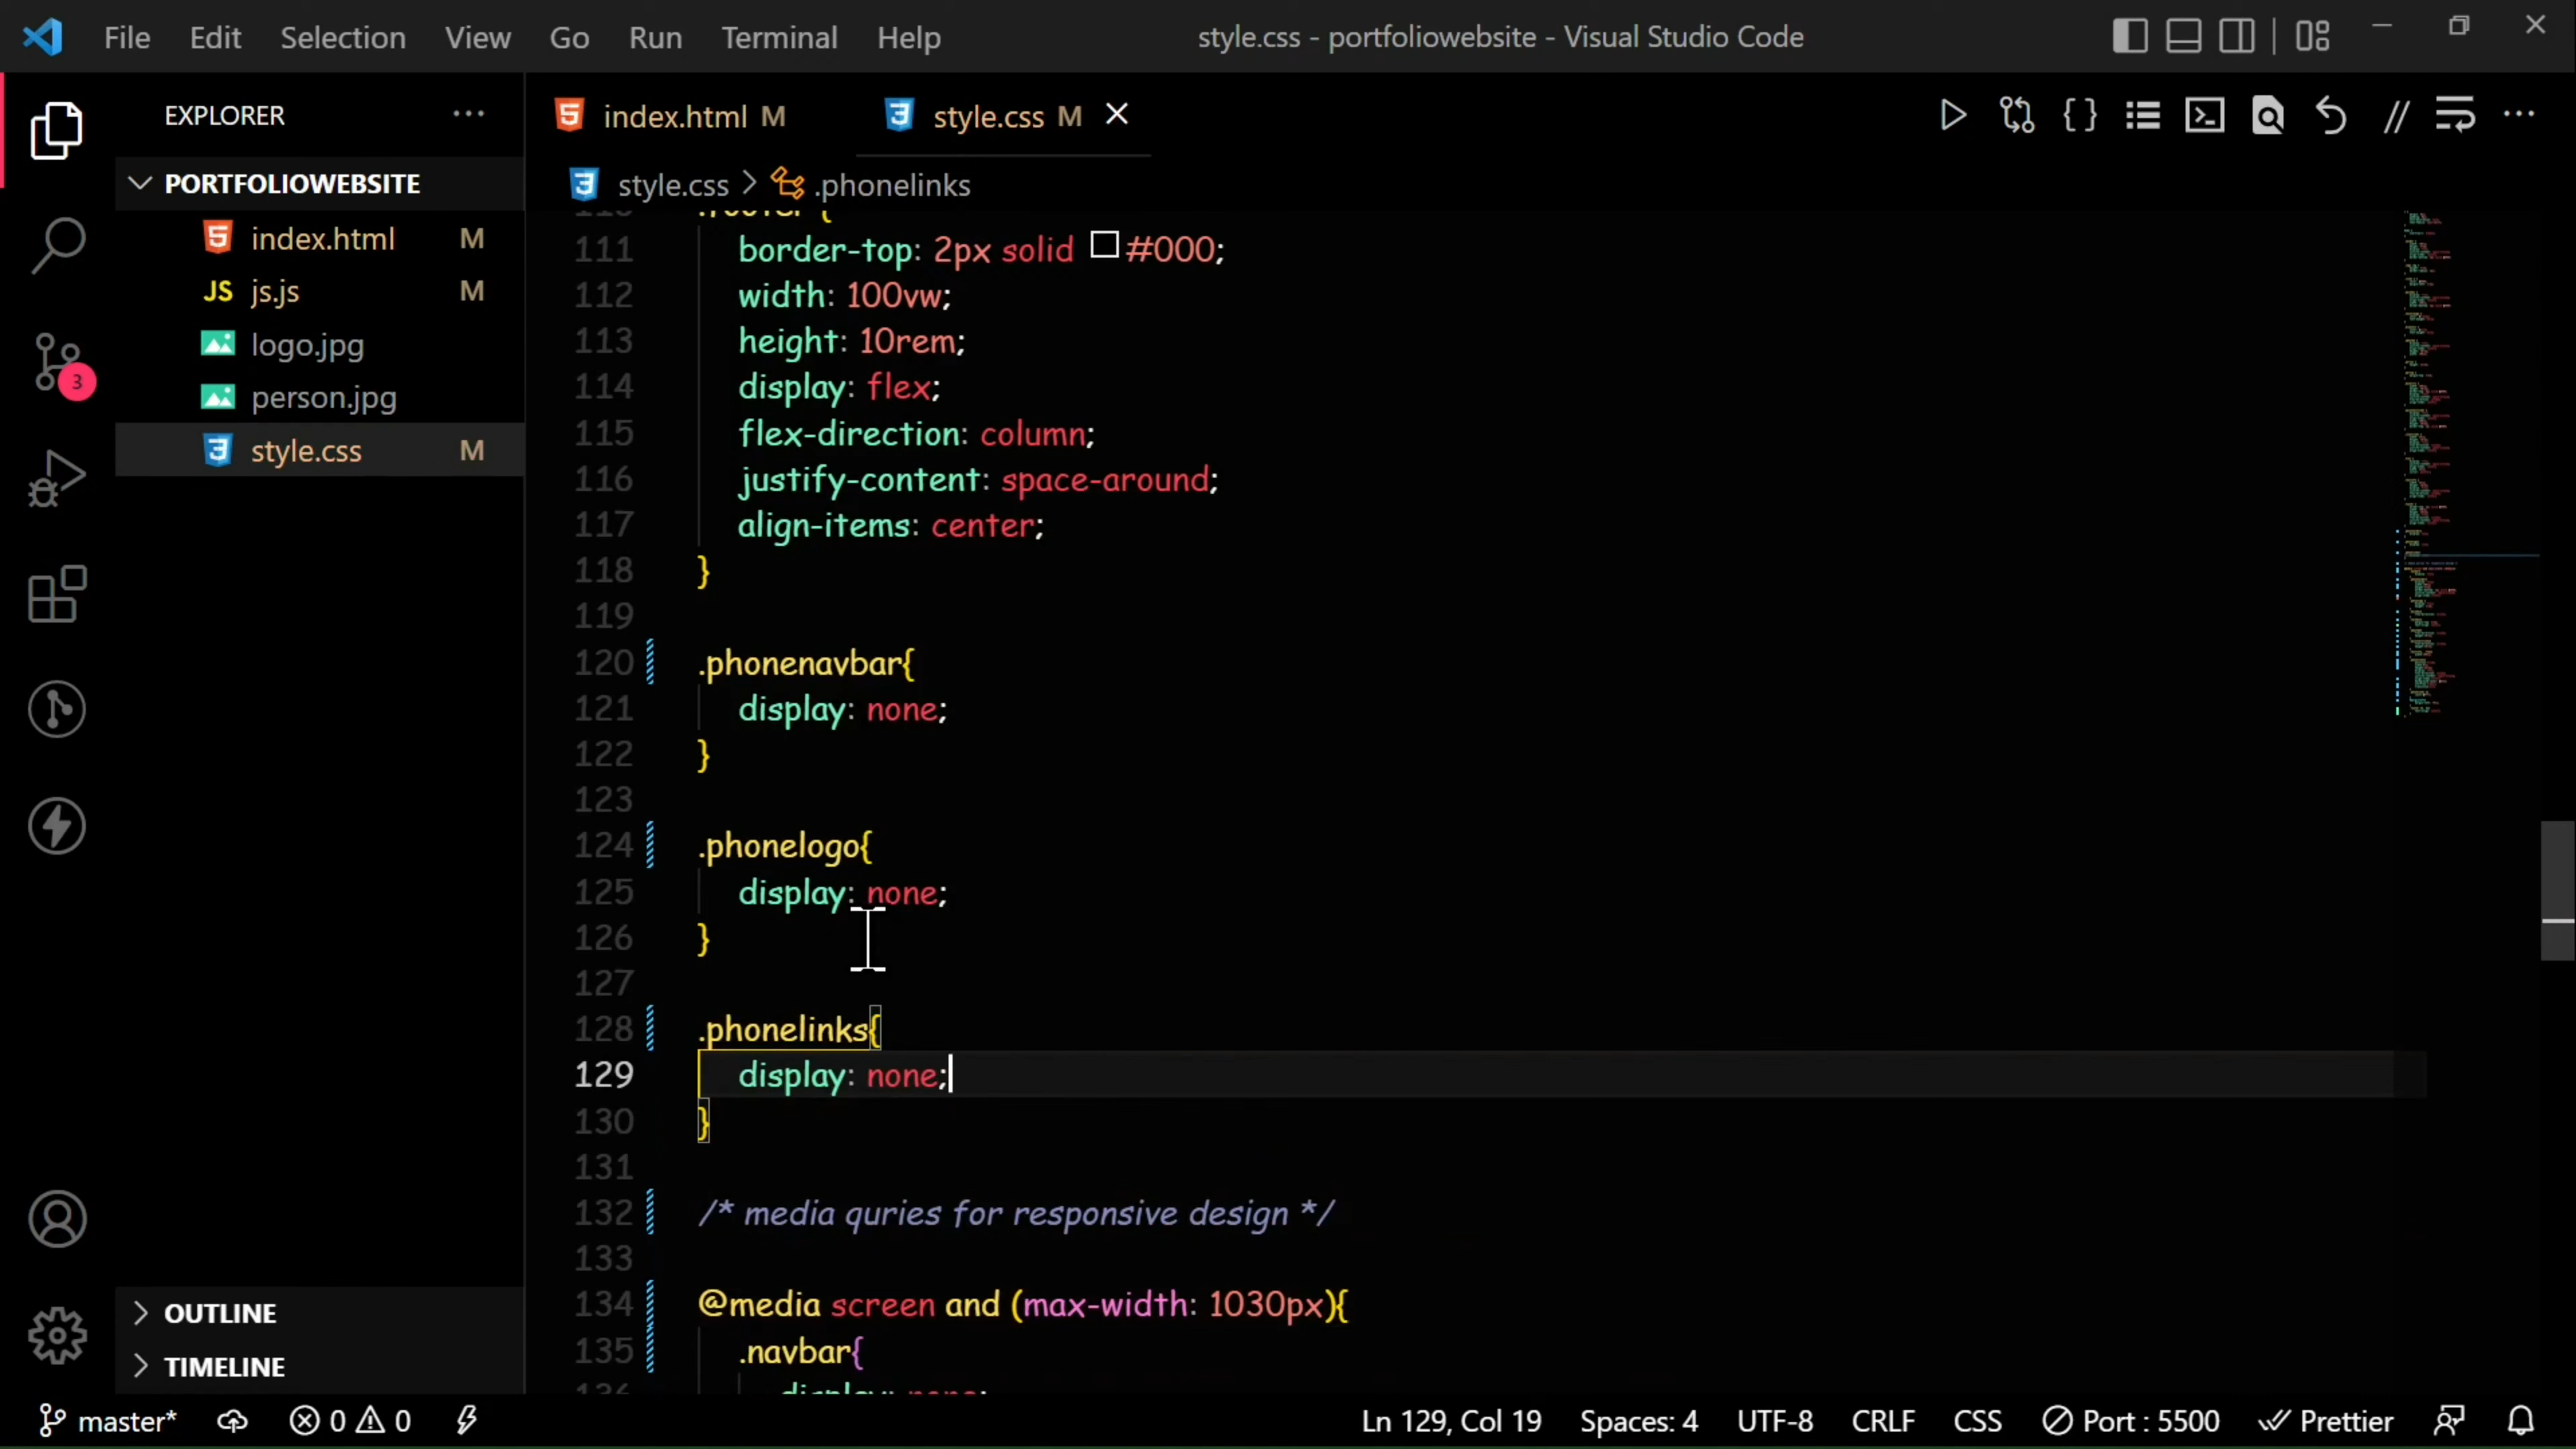 File Edit Selection View Go Run Terminal Help style.css - portfoliowebsite - Visual Studio Code
EXPLORER
index.html M style.css M
PORTFOLIOWEBSITE
style.css > .phonelinks
index.html M
JS js.js M
logo.jpg
person.jpg
style.css M
3
111 border-top: 2px solid #000;
112 width: 100vw;
113 height: 10rem;
114 display: flex;
115 flex-direction: column;
116 justify-content: space-around;
117 align-items: center;
118 }
119
120 .phonenavbar{
121 display: none;
122 }
123
124 .phonelogo{
125 display: none;
126 }
127
128 .phonelinks{
129 display: none;
130 }
131
132 /* media quries for responsive design */
133
134 @media screen and (max-width: 1030px){
135 .navbar{
OUTLINE
TIMELINE
master* 0 0 Ln 129, Col 19 Spaces: 4 UTF-8 CRLF CSS Port : 5500 Prettier